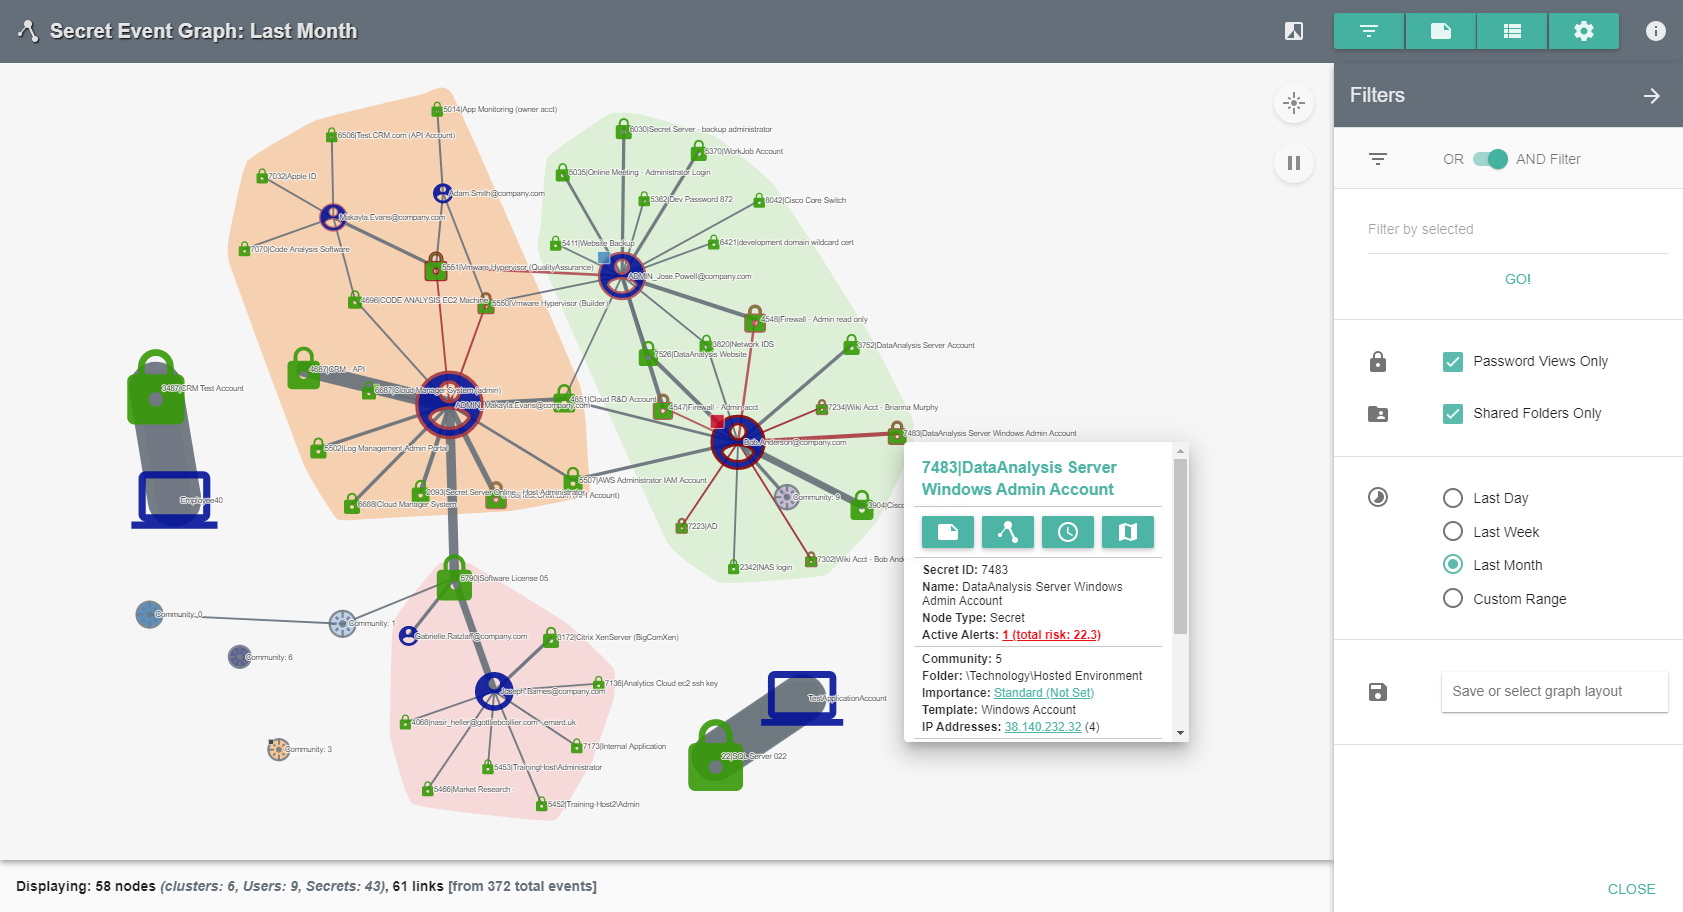 Secret Event Graph: Last Month
Filters
OR
AND Filter
Filter by selected
GO!
Password Views Only
Shared Folders Only
Last Day
Last Week
Last Month
Custom Range
Save or select graph layout
CLOSE
5014|App Monitoring (owner acct)
6506|Test.CRM.com (API Account)
7032|Apple ID
Adam.Smith@company.com
Makayla.Evans@company.com
7070|Code Analysis Software
5551|Vmware Hypervisor (QualityAssurance)
4696|CODE ANALYSIS EC2 Machine
5550|Vmware Hypervisor (Builder)
4687|CRM - API
6687|Cloud Manager System (admin)
ADMIN_Makayla.Evans@company.com
4851|Cloud R&D Account
5502|Log Management Admin Portal
2093|Secret Server Online - Host Administrator
6688|Cloud Manager System
5507|AWS Administrator IAM Account
3487|CRM Test Account
Employee40
6030|Secret Server - backup administrator
5370|WorkJob Account
5035|Online Meeting - Administrator Login
5362|Dev Password 872
8042|Cisco Core Switch
5411|Website Backup
6421|development domain wildcard cert
ADMIN_Jose.Powell@company.com
4548|Firewall - Admin read only
3820|Network IDS
7526|DataAnalysis Website
3752|DataAnalysis Server Account
4547|Firewall - Admin acct
7234|Wiki Acct - Brianna Murphy
7483|DataAnalysis Server Windows Admin Account
Bob.Anderson@company.com
Community: 9
3904|Cisco
7223|AD
2342|NAS login
7302|Wiki Acct - Bob And
5790|Software License 05
Community: 0
Community: 1
Community: 6
Community: 3
Gabrielle.Ratzlaff@company.com
3172|Citrix XenServer (BigComXen)
Joseph.Barnes@company.com
7136|Analytics Cloud ec2 ssh key
4068|nasir_heller@gottliebcollier.com
emard.uk
7173|Internal Application
5453|TrainingHost\Administrator
5466|Market Research
5452|Training-Host2\Admin
TestApplicationAccount
22|SQL Server 022
7483|DataAnalysis Server
Windows Admin Account
Secret ID: 7483
Name: DataAnalysis Server Windows
Admin Account
Node Type: Secret
Active Alerts: 1 (total risk: 22.3)
Community: 5
Folder: \Technology\Hosted Environment
Importance: Standard (Not Set)
Template: Windows Account
IP Addresses: 38.140.232.32 (4)
Displaying: 58 nodes (clusters: 6, Users: 9, Secrets: 43), 61 links [from 372 total events]